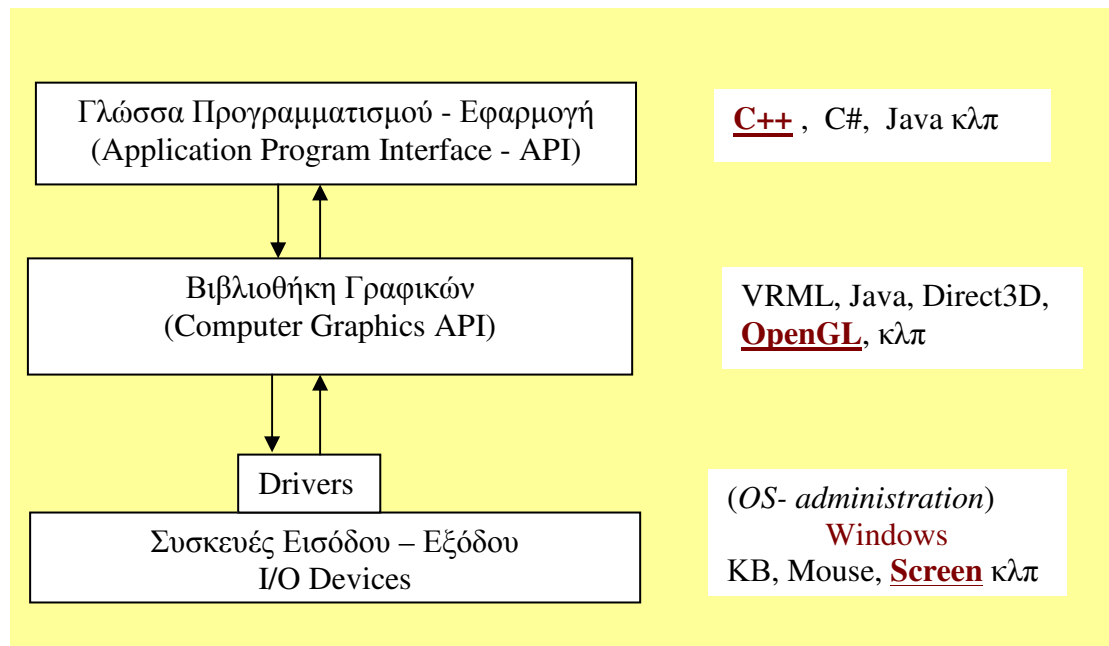 Γλώσσα Προγραμματισμού - Εφαρμογή
(Application Program Interface - API)
C++ , C#, Java κλπ
Βιβλιοθήκη Γραφικών
(Computer Graphics API)
VRML, Java, Direct3D,
OpenGL, κλπ
Drivers
Συσκευές Εισόδου – Εξόδου
I/O Devices
(OS- administration)
Windows
KB, Mouse, Screen κλπ